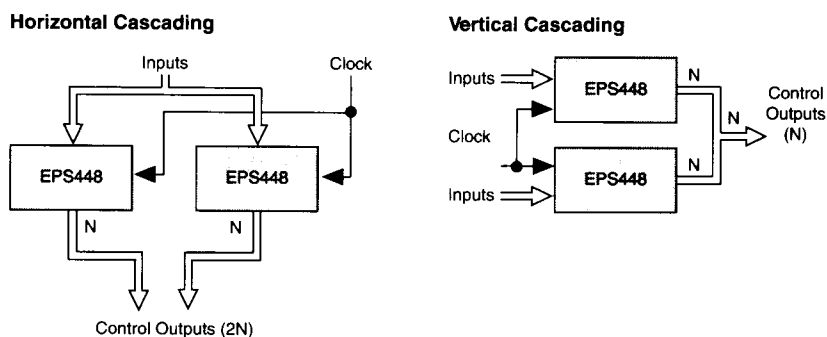 Horizontal Cascading
Inputs
Clock
EPS448
EPS448
N
N
Control Outputs (2N)
Vertical Cascading
Inputs
EPS448
N
Clock
N
Control
Outputs
(N)
Inputs
EPS448
N